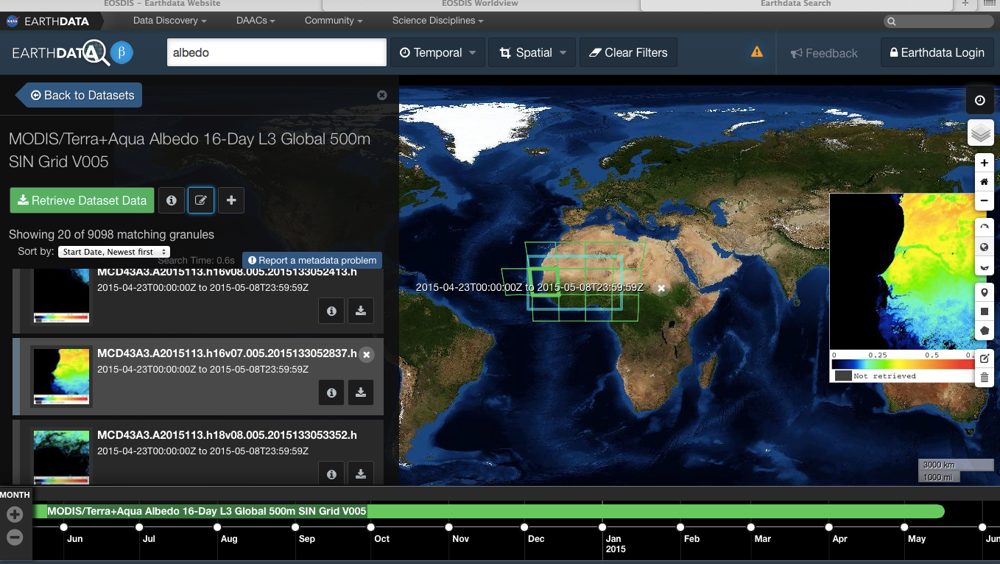 EOSDIS – Earthdata Website
EOSDIS Worldview
Earthdata Search
NASA EARTHDATA
Data Discovery
DAACs
Community
Science Disciplines
EARTHDATA β
albedo
Temporal
Spatial
Clear Filters
Feedback
Earthdata Login
Back to Datasets
MODIS/Terra+Aqua Albedo 16-Day L3 Global 500m
SIN Grid V005
Retrieve Dataset Data
Showing 20 of 9098 matching granules
Sort by: Start Date, Newest first
Search Time: 0.6s
Report a metadata problem
MCD43A3.A2015113.h16v08.005.2015133052413.h
2015-04-23T00:00:00Z to 2015-05-08T23:59:59Z
MCD43A3.A2015113.h16v07.005.2015133052837.h
2015-04-23T00:00:00Z to 2015-05-08T23:59:59Z
MCD43A3.A2015113.h18v08.005.2015133053352.h
2015-04-23T00:00:00Z to 2015-05-08T23:59:59Z
2015-04-23T00:00:00Z to 2015-05-08T23:59:59Z
0 0.25 0.5 0.
Not retrieved
3000 km
1000 mi
MONTH
MODIS/Terra+Aqua Albedo 16-Day L3 Global 500m SIN Grid V005
Jun Jul Aug Sep Oct Nov Dec Jan Feb Mar Apr May Jun
2015